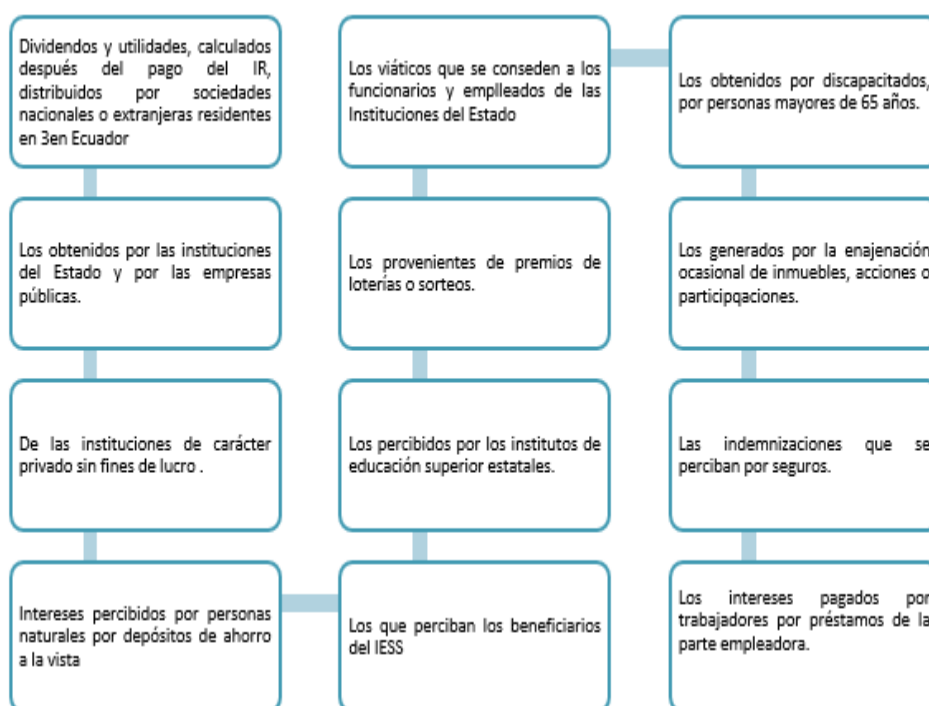 Dividendos y utilidades, calculados
después del pago del IR,
distribuidos por sociedades
nacionales o extranjeras residentes
en 3en Ecuador
Los obtenidos por las instituciones
del Estado y por las empresas
públicas.
De las instituciones de carácter
privado sin fines de lucro .
Intereses percibidos por personas
naturales por depósitos de ahorro
a la vista
Los que perciban los beneficiarios
del IESS
Los percibidos por los institutos de
educación superior estatales.
Los provenientes de premios de
loterías o sorteos.
Los viáticos que se conseden a los
funcionarios y emplleados de las
Instituciones del Estado
Los obtenidos por discapacitados,
por personas mayores de 65 años.
Los generados por la enajenación
ocasional de inmuebles, acciones o
participqaciones.
Las indemnizaciones que se
perciban por seguros.
Los intereses pagados por
trabajadores por préstamos de la
parte empleadora.